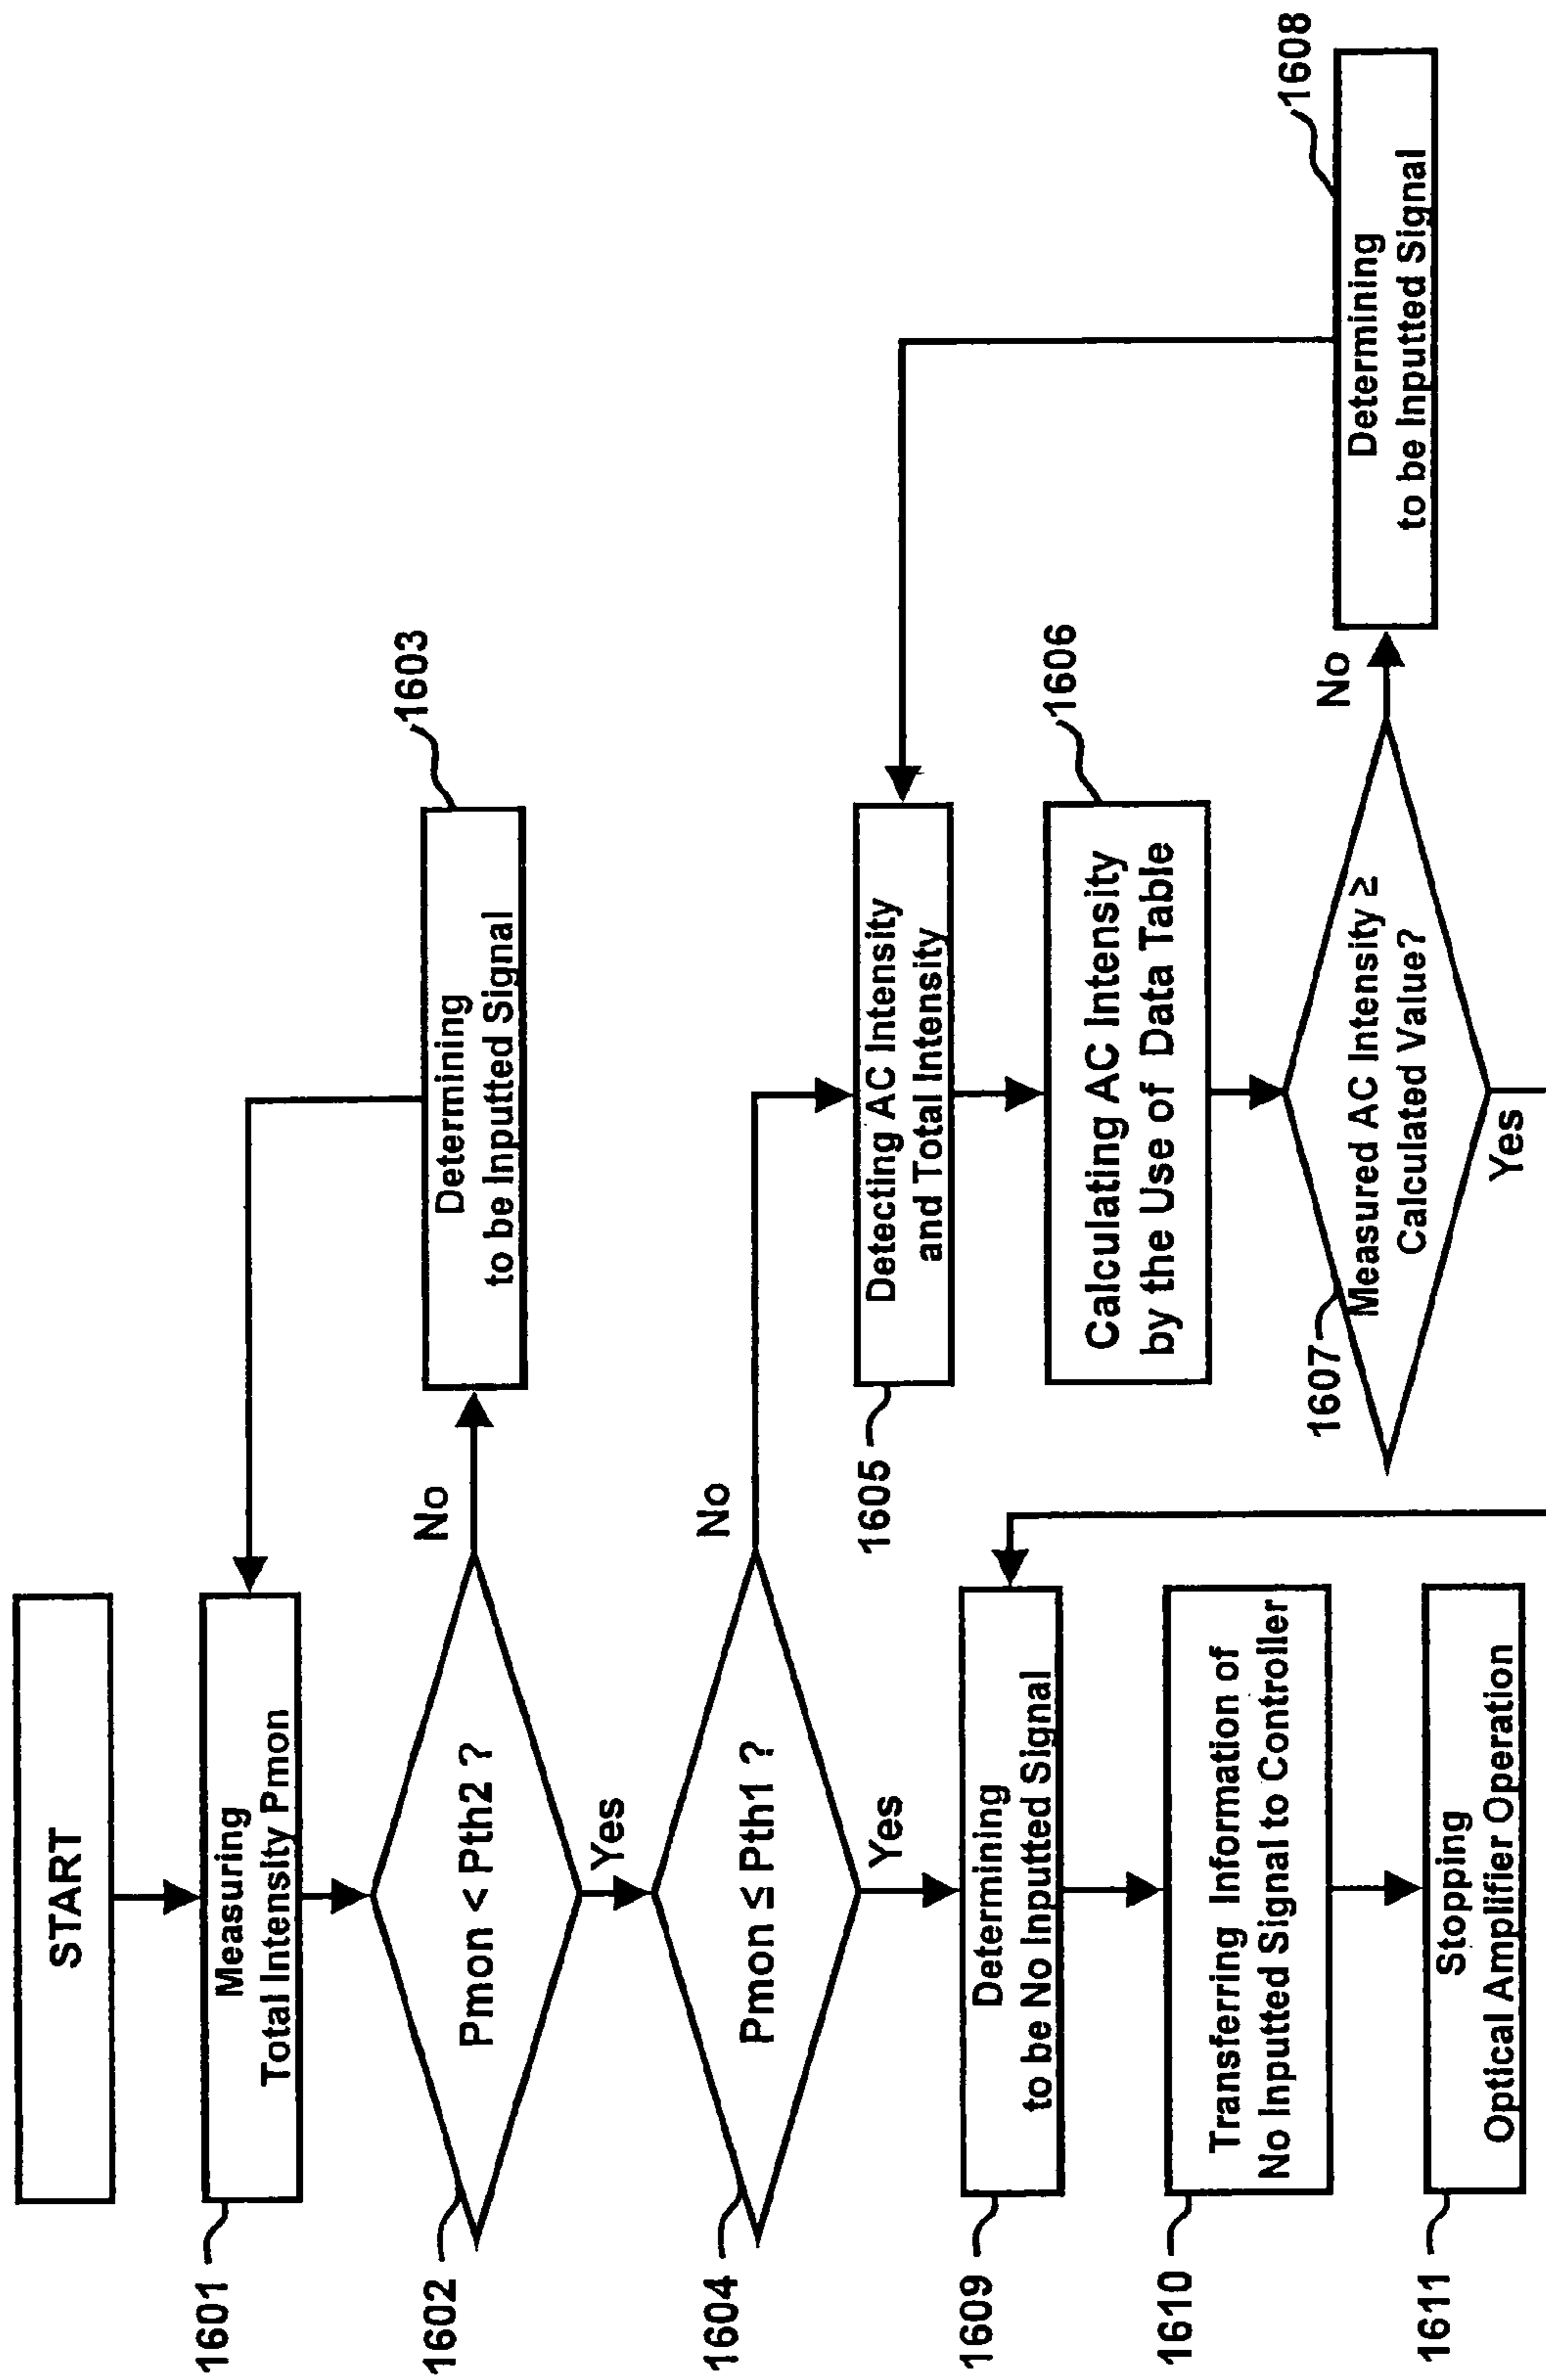 START
1601
Measuring
Total Intensity Pmon
1602
Pmon < Pth2 ?
No
Yes
1603
Determining
to be Inputted Signal
1604
Pmon ≤ Pth1 ?
No
Yes
1605
Detecting AC Intensity
and Total Intensity
1606
Calculating AC Intensity
by the Use of Data Table
1607
Measured AC Intensity ≥
Calculated Value?
No
Yes
1608
Determining
to be Inputted Signal
1609
Determining
to be No Inputted Signal
1610
Transferring Information of
No Inputted Signal to Controller
1611
Stopping
Optical Amplifier Operation